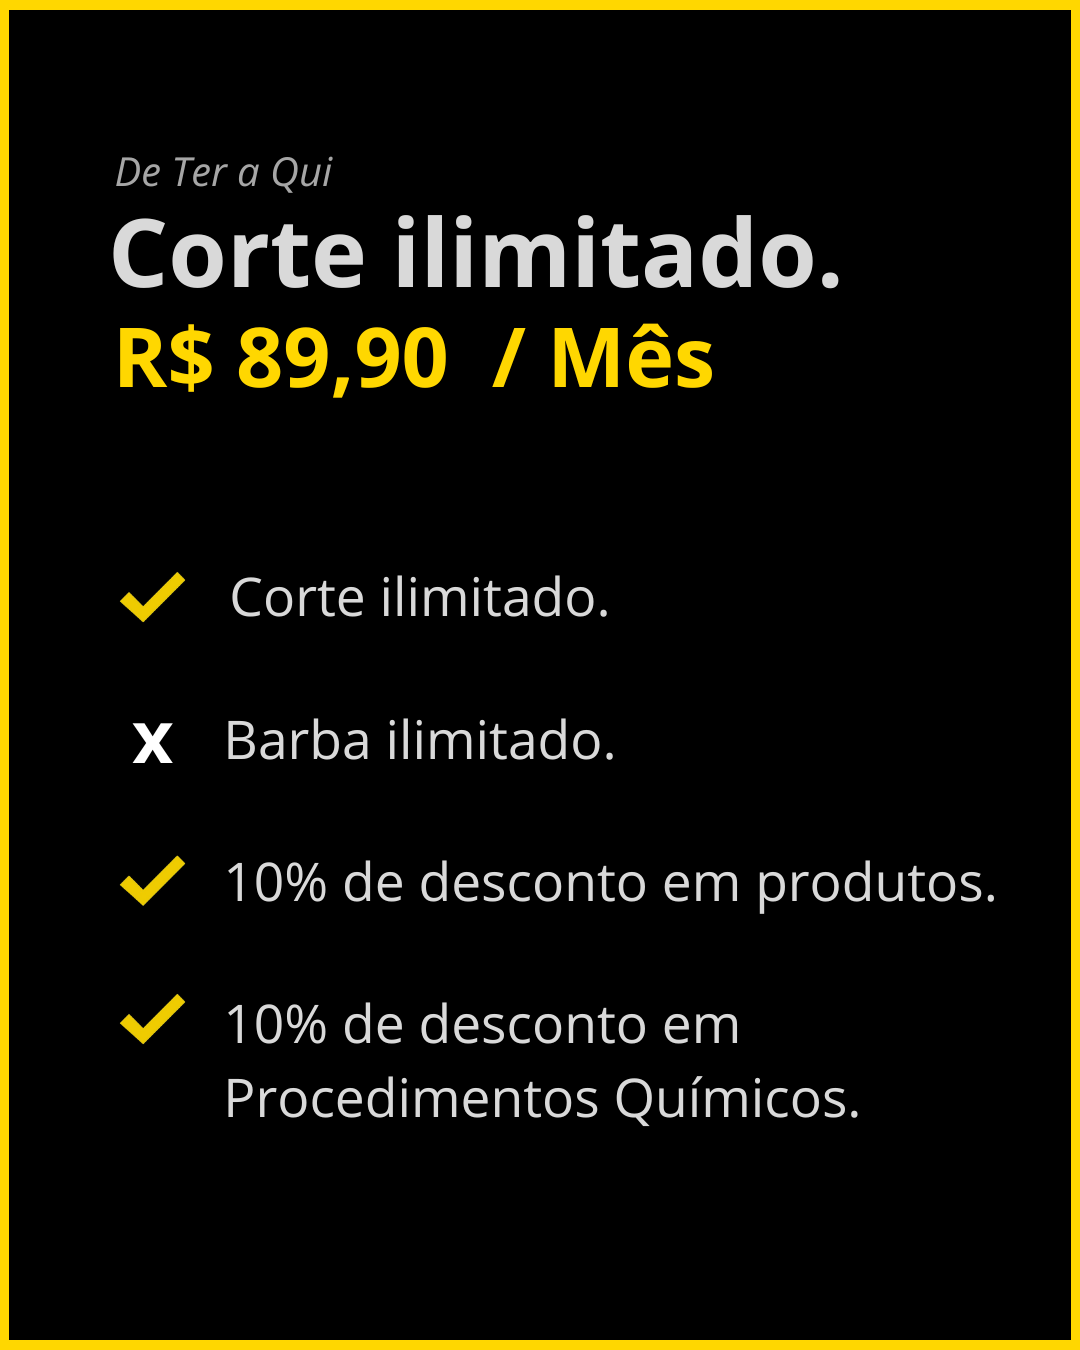 De Ter a Qui
Corte ilimitado.
R$ 89,90 / Mês
Corte ilimitado.
x Barba ilimitado.
10% de desconto em produtos.
10% de desconto em
Procedimentos Químicos.